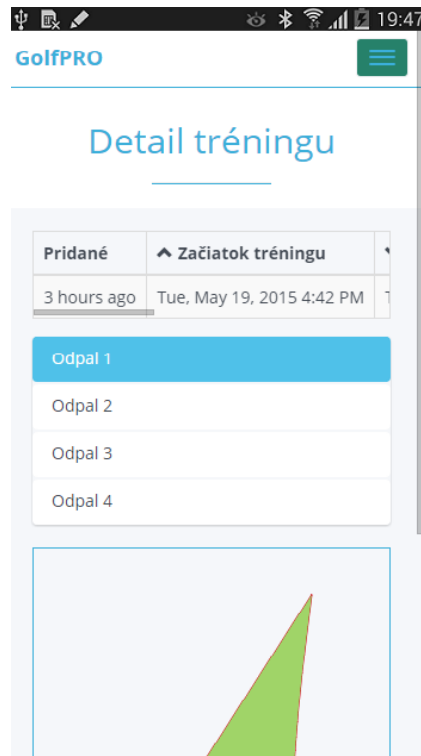 19:47
GolfPRO
Detail tréningu
Pridané Začiatok tréningu
3 hours ago Tue, May 19, 2015 4:42 PM T
Odpal 1
Odpal 2
Odpal 3
Odpal 4